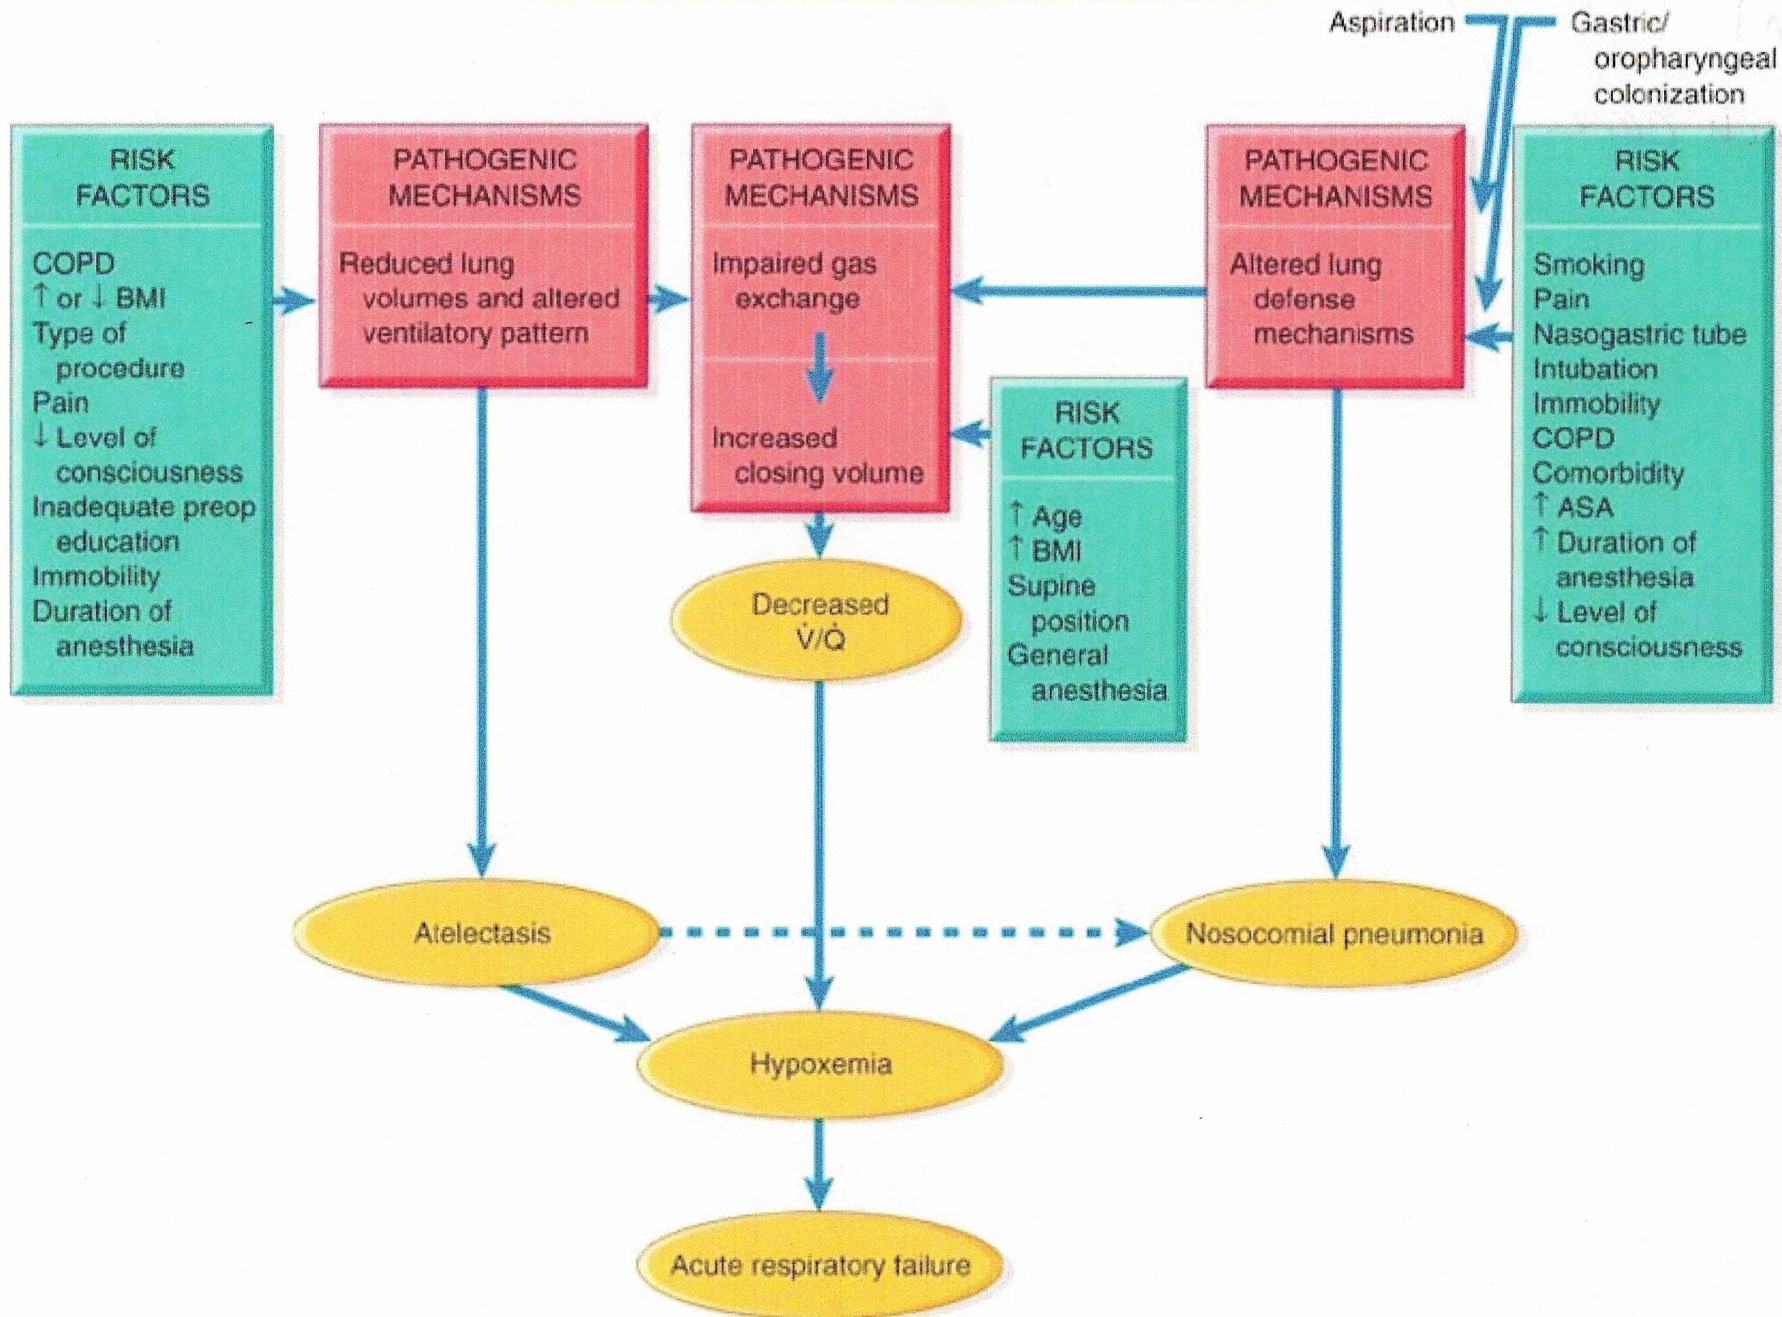 Aspiration
Gastric/
oropharyngeal
colonization
RISK
FACTORS
COPD
↑ or ↓ BMI
Type of
procedure
Pain
↓ Level of
consciousness
Inadequate preop
education
Immobility
Duration of
anesthesia
PATHOGENIC
MECHANISMS
Reduced lung
volumes and altered
ventilatory pattern
PATHOGENIC
MECHANISMS
Impaired gas
exchange
Increased
closing volume
RISK
FACTORS
↑ Age
↑ BMI
Supine
position
General
anesthesia
PATHOGENIC
MECHANISMS
Altered lung
defense
mechanisms
RISK
FACTORS
Smoking
Pain
Nasogastric tube
Intubation
Immobility
COPD
Comorbidity
↑ ASA
↑ Duration of
anesthesia
↓ Level of
consciousness
Decreased
V̇/Q̇
Atelectasis
Nosocomial pneumonia
Hypoxemia
Acute respiratory failure